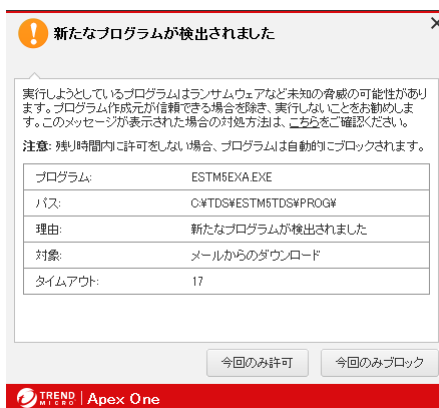 新たなプログラムが検出されました
実行しようとしているプログラムはランサムウェアなど未知の脅威の可能性があり
ます。プログラム作成元が信頼できる場合を除き、実行しないことをお勧めしま
す。このメッセージが表示された場合の対処方法は、こちらをご確認ください。
注意: 残り時間内に許可をしない場合、プログラムは自動的にブロックされます。
プログラム: ESTM5EXA.EXE
パス: C:¥TDS¥ESTM5TDS¥PROG¥
理由: 新たなプログラムが検出されました
対象: メールからのダウンロード
タイムアウト: 17
今回のみ許可 今回のみブロック
TREND MICRO Apex One